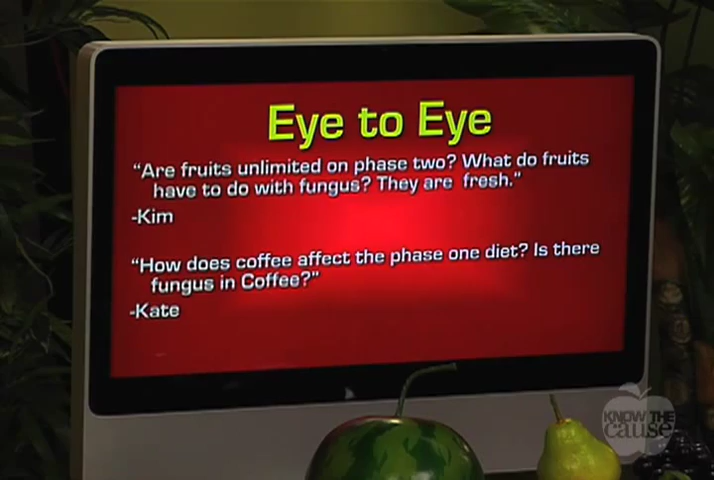 Eye to Eye
“Are fruits unlimited on phase two? What do fruits
have to do with fungus? They are fresh.”
-Kim
“How does coffee affect the phase one diet? Is there
fungus in Coffee?”
-Kate
KNOW THE
cause